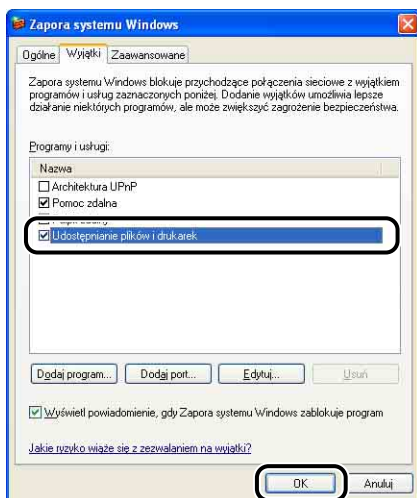 Zapora systemu Windows
Ogólne Wyjątki Zaawansowane
Zapora systemu Windows blokuje przychodzące połączenia sieciowe z wyjątkiem
programów i usług zaznaczonych poniżej. Dodanie wyjątków umożliwia lepsze
działanie niektórych programów, ale może zwiększyć zagrożenie bezpieczeństwa.
Programy i usługi:
Nazwa
Architektura UPnP
Pomoc zdalna
Udostępnianie plików i drukarek
Dodaj program... Dodaj port... Edytuj... Usuń
Wyświetl powiadomienie, gdy Zapora systemu Windows zablokuje program
Jakie ryzyko wiąże się z zezwalaniem na wyjątki?
OK Anuluj